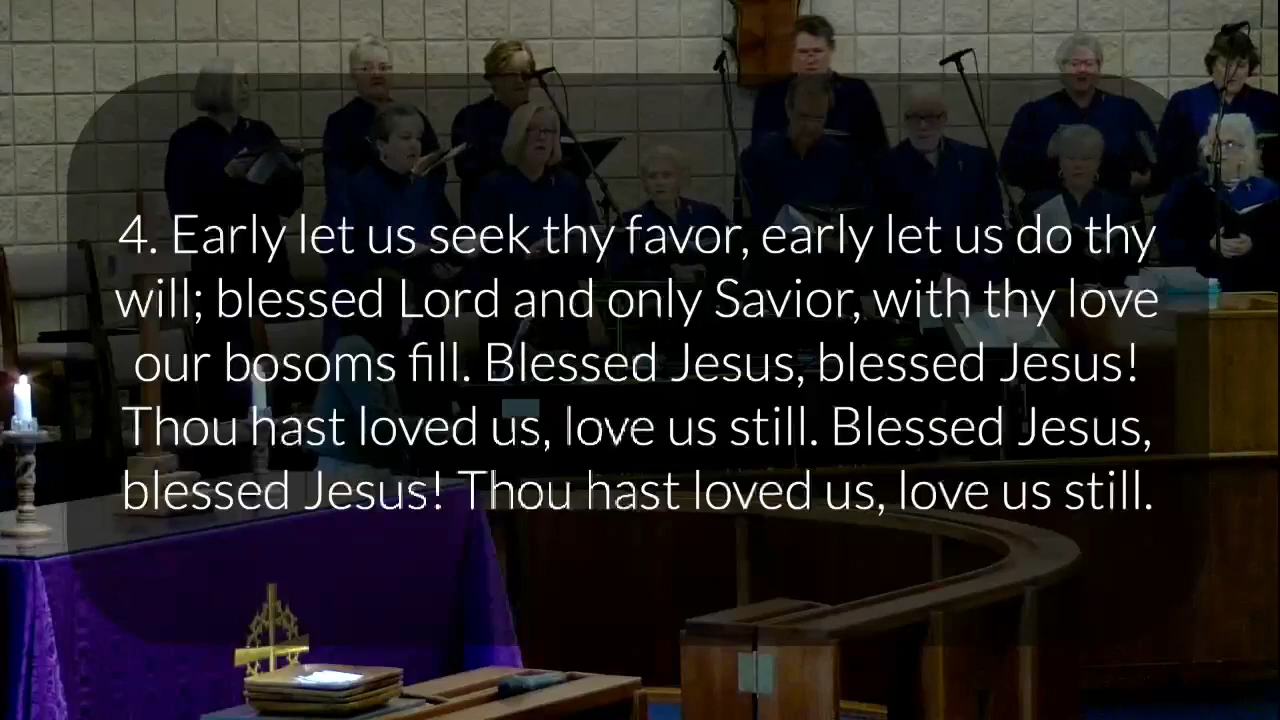 4. Early let us seek thy favor, early let us do thy
will; blessed Lord and only Savior, with thy love
our bosoms fill. Blessed Jesus, blessed Jesus!
Thou hast loved us, love us still. Blessed Jesus,
blessed Jesus! Thou hast loved us, love us still.